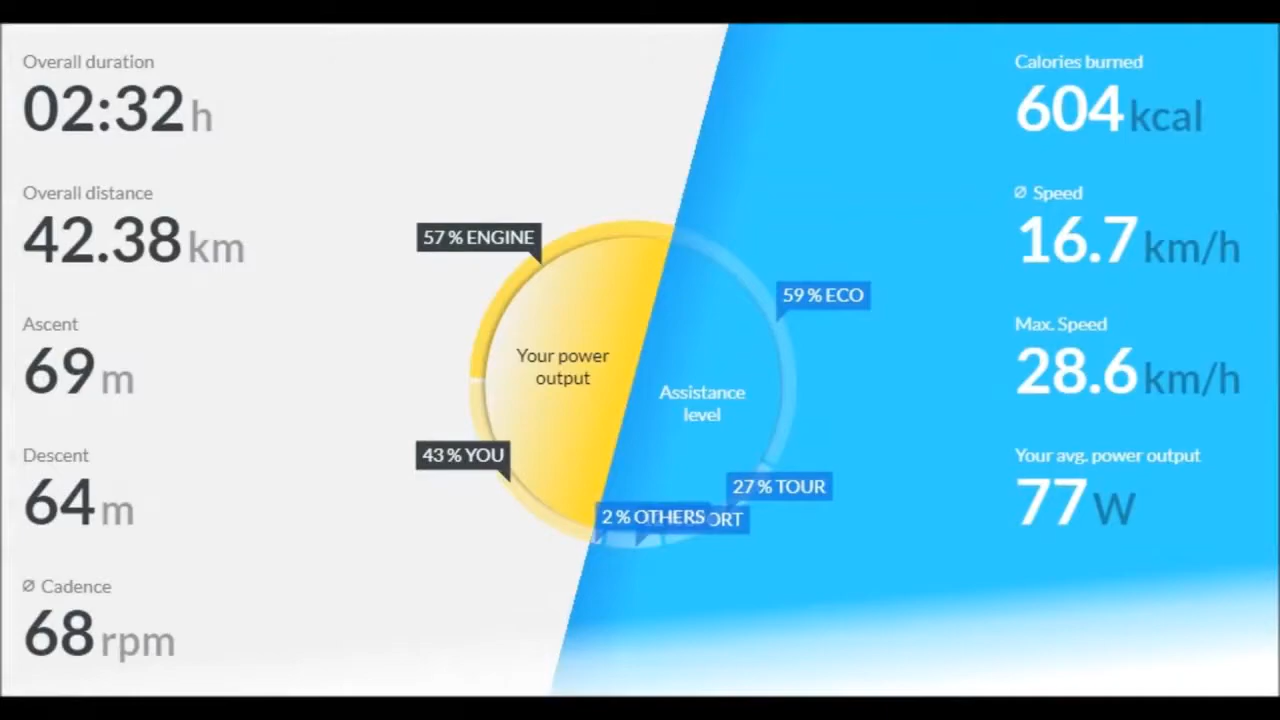 Overall duration
02:32 h
Overall distance
42.38 km
Ascent
69 m
Descent
64 m
Ø Cadence
68 rpm
57 % ENGINE
Your power
output
43 % YOU
59 % ECO
Assistance
level
27 % TOUR
2 % OTHERS
Calories burned
604 kcal
Ø Speed
16.7 km/h
Max. Speed
28.6 km/h
Your avg. power output
77 W